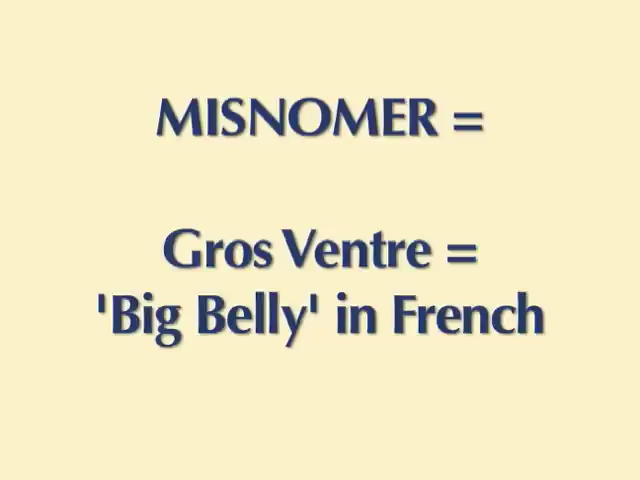 MISNOMER =
Gros Ventre =
'Big Belly' in French